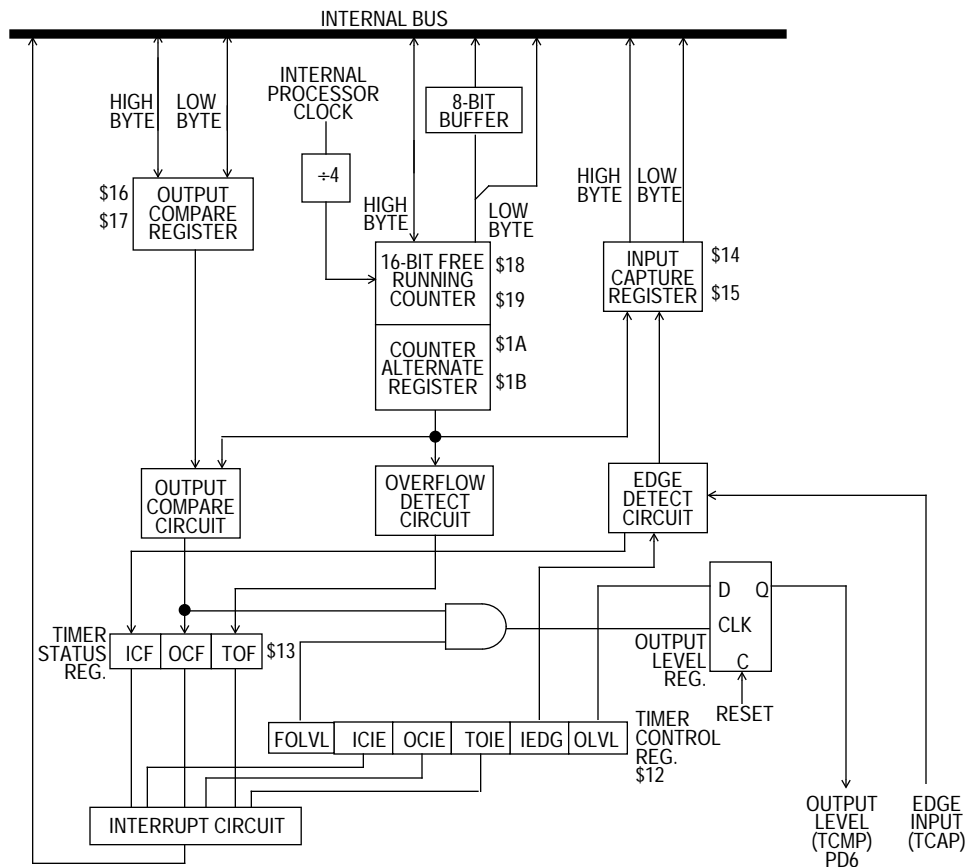 INTERNAL BUS
HIGH
BYTE
LOW
BYTE
INTERNAL
PROCESSOR
CLOCK
÷4
8-BIT
BUFFER
HIGH
BYTE
LOW
BYTE
HIGH
BYTE
LOW
BYTE
$16
$17
OUTPUT
COMPARE
REGISTER
16-BIT FREE
RUNNING
COUNTER
$18
$19
COUNTER
ALTERNATE
REGISTER
$1A
$1B
INPUT
CAPTURE
REGISTER
$14
$15
OUTPUT
COMPARE
CIRCUIT
OVERFLOW
DETECT
CIRCUIT
EDGE
DETECT
CIRCUIT
D Q
CLK
C
OUTPUT
LEVEL
REG.
RESET
TIMER
STATUS
REG.
ICF OCF TOF
$13
FOLVL ICIE OCIE TOIE IEDG OLVL
TIMER
CONTROL
REG.
$12
INTERRUPT CIRCUIT
OUTPUT
LEVEL
(TCMP)
PD6
EDGE
INPUT
(TCAP)